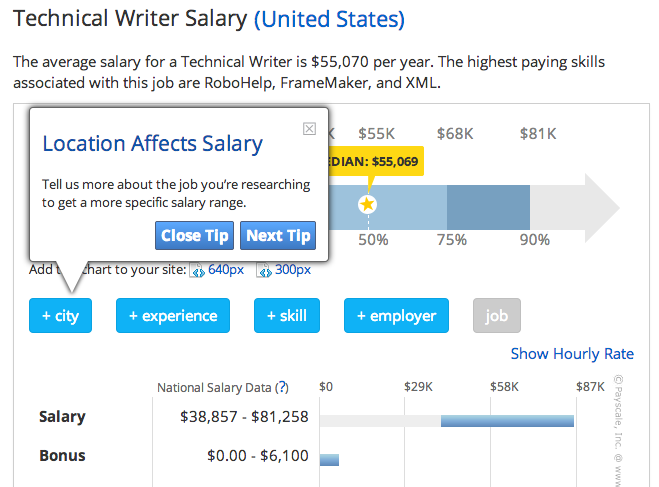 Technical Writer Salary (United States)
The average salary for a Technical Writer is $55,070 per year. The highest paying skills
associated with this job are RoboHelp, FrameMaker, and XML.
Location Affects Salary
Tell us more about the job you're researching
to get a more specific salary range.
Close Tip Next Tip
$55K $68K $81K
MEDIAN: $55,069
50% 75% 90%
Add chart to your site: 640px 300px
+ city + experience + skill + employer job
Show Hourly Rate
National Salary Data (?) $0 $29K $58K $87K
Salary $38,857 - $81,258
Bonus $0.00 - $6,100
© Payscale, Inc. @ www